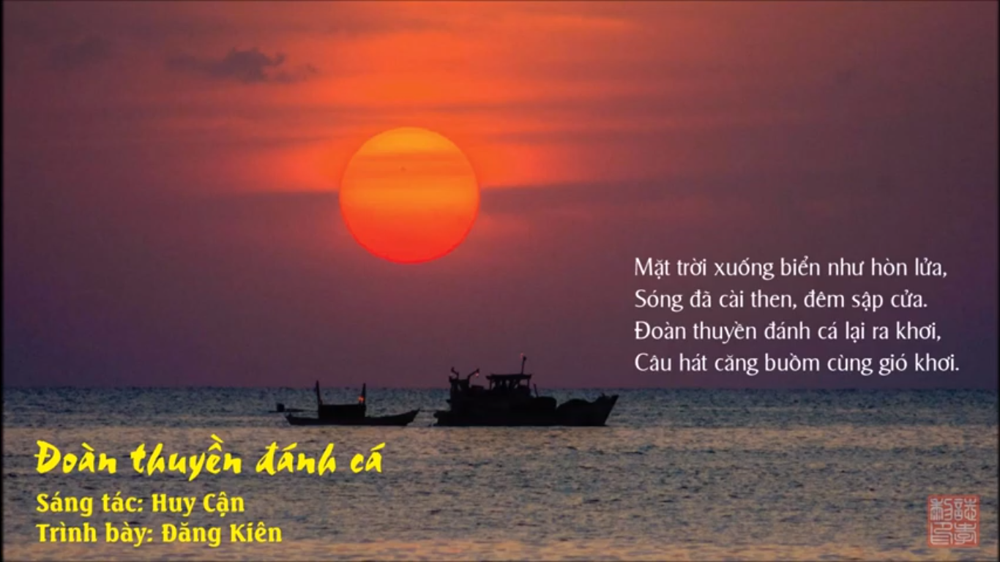 Mặt trời xuống biển như hòn lửa,
Sóng đã cài then, đêm sập cửa.
Đoàn thuyền đánh cá lại ra khơi,
Câu hát căng buồm cùng gió khơi.
Đoàn thuyền đánh cá
Sáng tác: Huy Cận
Trình bày: Đăng Kiên